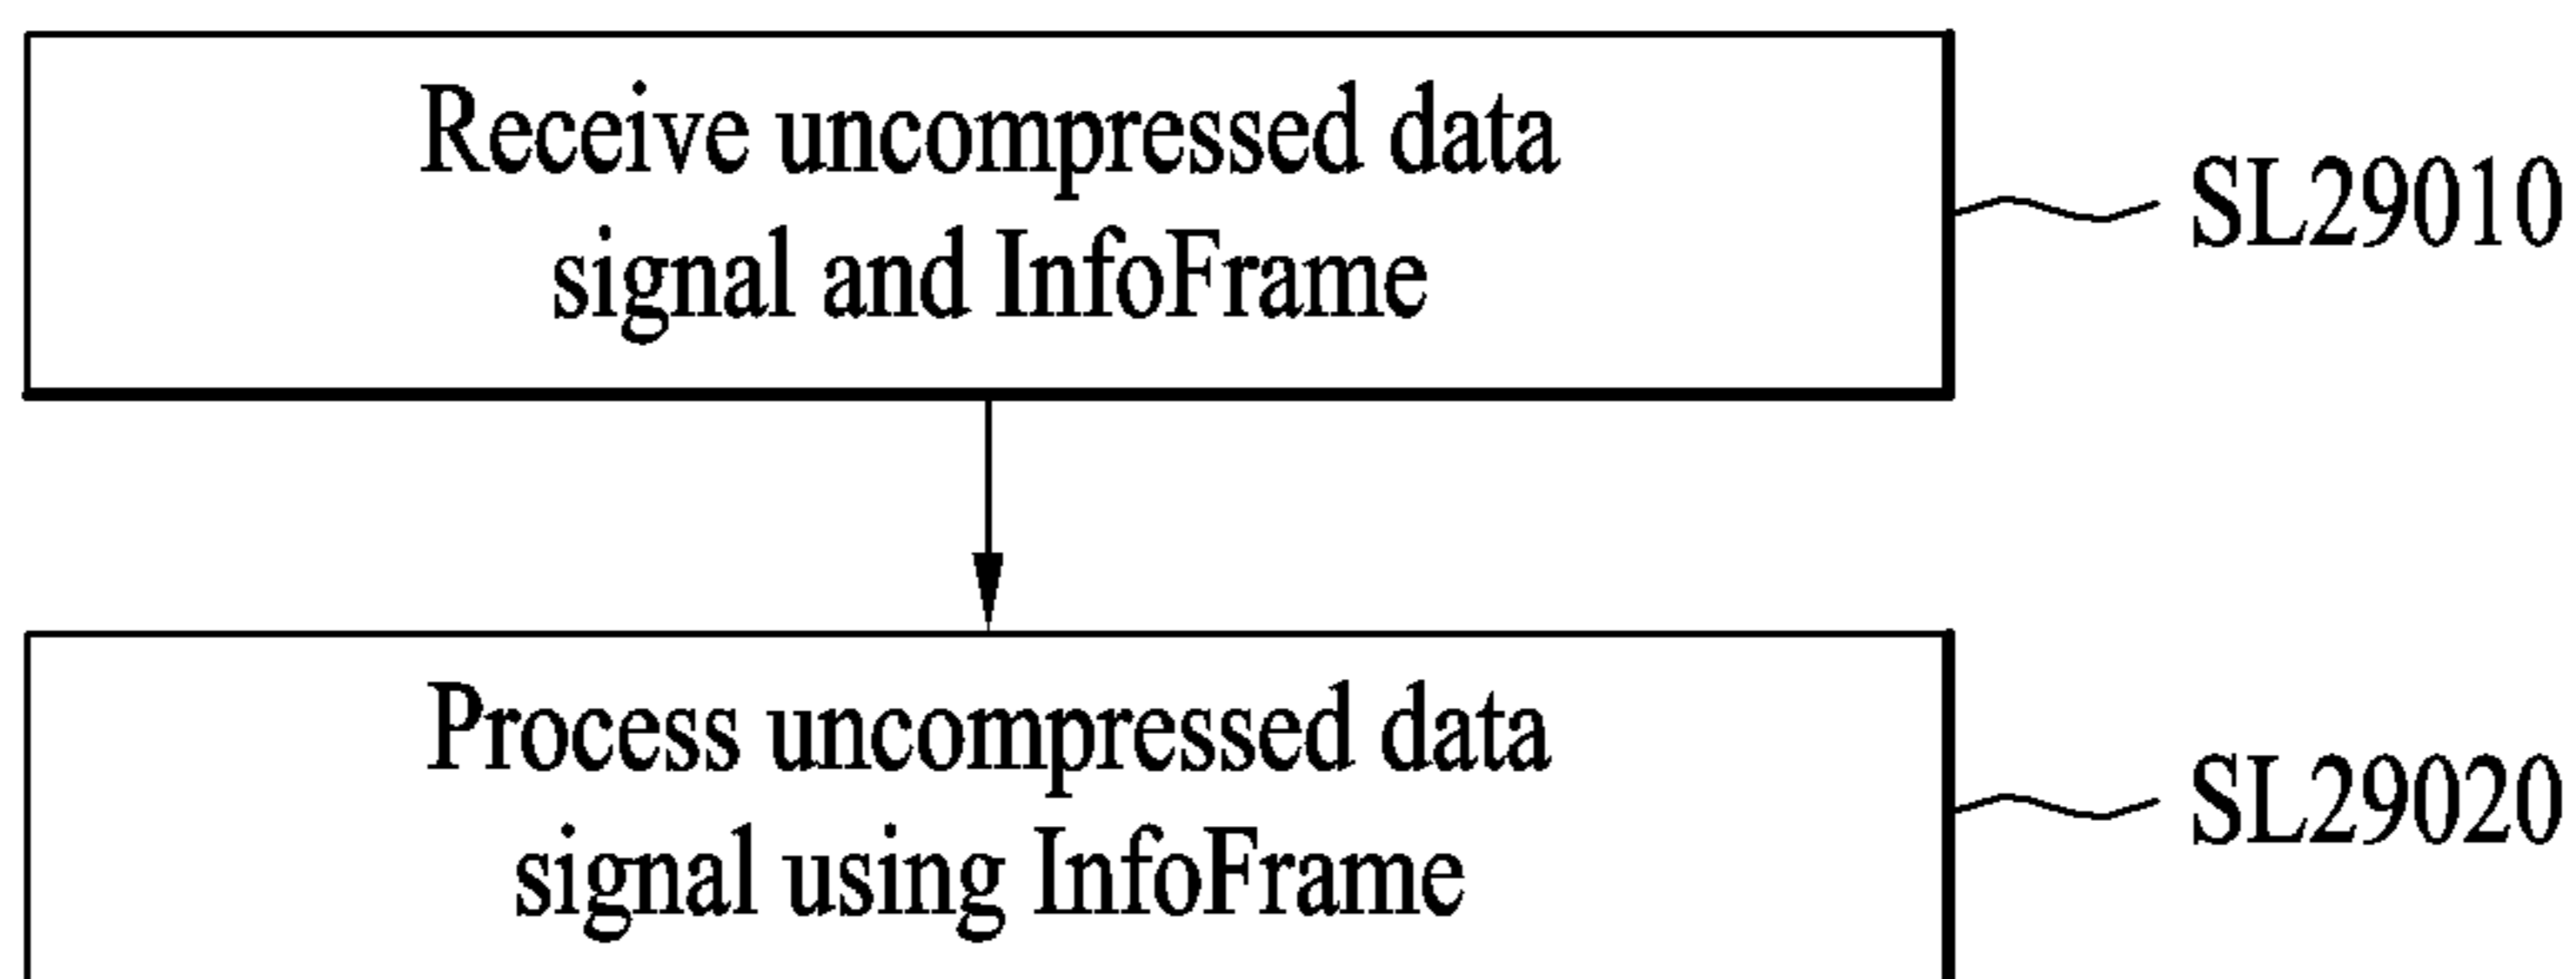 Receive uncompressed data
signal and InfoFrame
SL29010
Process uncompressed data
signal using InfoFrame
SL29020